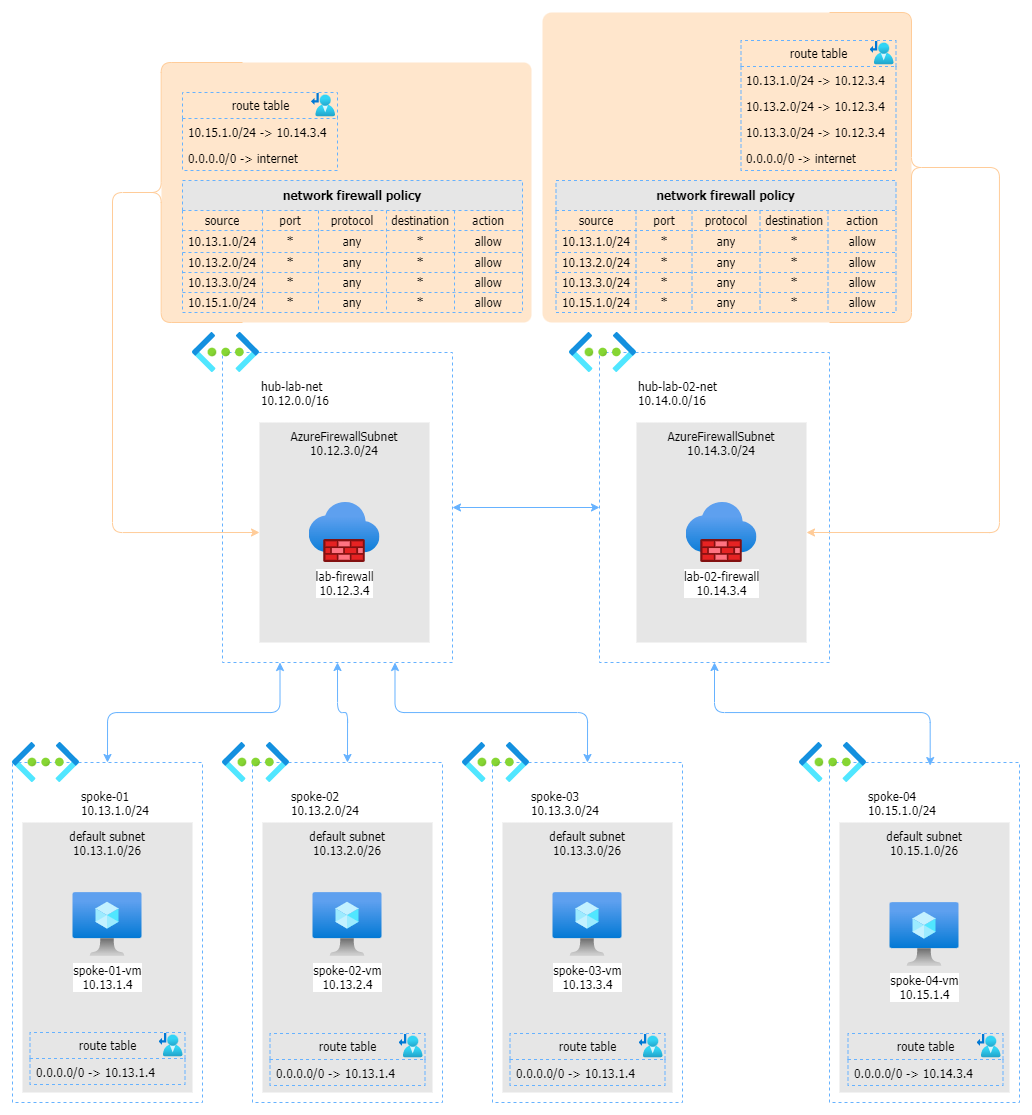 route table
10.15.1.0/24 -> 10.14.3.4
0.0.0.0/0 -> internet
network firewall policy
source port protocol destination action
10.13.1.0/24 * any * allow
10.13.2.0/24 * any * allow
10.13.3.0/24 * any * allow
10.15.1.0/24 * any * allow
route table
10.13.1.0/24 -> 10.12.3.4
10.13.2.0/24 -> 10.12.3.4
10.13.3.0/24 -> 10.12.3.4
0.0.0.0/0 -> internet
network firewall policy
source port protocol destination action
10.13.1.0/24 * any * allow
10.13.2.0/24 * any * allow
10.13.3.0/24 * any * allow
10.15.1.0/24 * any * allow
hub-lab-net
10.12.0.0/16
AzureFirewallSubnet
10.12.3.0/24
lab-firewall
10.12.3.4
hub-lab-02-net
10.14.0.0/16
AzureFirewallSubnet
10.14.3.0/24
lab-02-firewall
10.14.3.4
spoke-01
10.13.1.0/24
default subnet
10.13.1.0/26
spoke-01-vm
10.13.1.4
route table
0.0.0.0/0 -> 10.13.1.4
spoke-02
10.13.2.0/24
default subnet
10.13.2.0/26
spoke-02-vm
10.13.2.4
route table
0.0.0.0/0 -> 10.13.1.4
spoke-03
10.13.3.0/24
default subnet
10.13.3.0/26
spoke-03-vm
10.13.3.4
route table
0.0.0.0/0 -> 10.13.1.4
spoke-04
10.15.1.0/24
default subnet
10.15.1.0/26
spoke-04-vm
10.15.1.4
route table
0.0.0.0/0 -> 10.14.3.4